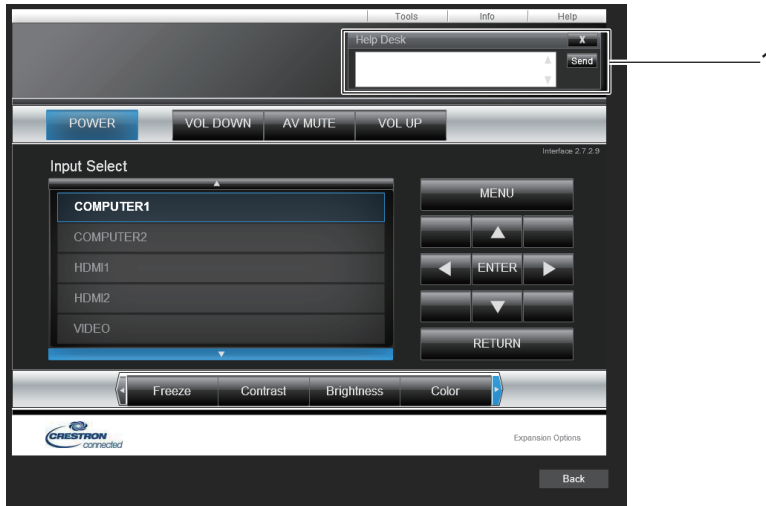 Tools Info Help
Help Desk X
Send
1
POWER VOL DOWN AV MUTE VOL UP
Interface 2.7.2.9
Input Select
COMPUTER1
COMPUTER2
HDMI1
HDMI2
VIDEO
MENU
ENTER
RETURN
Freeze Contrast Brightness Color
CRESTRON
connected
Expansion Options
Back